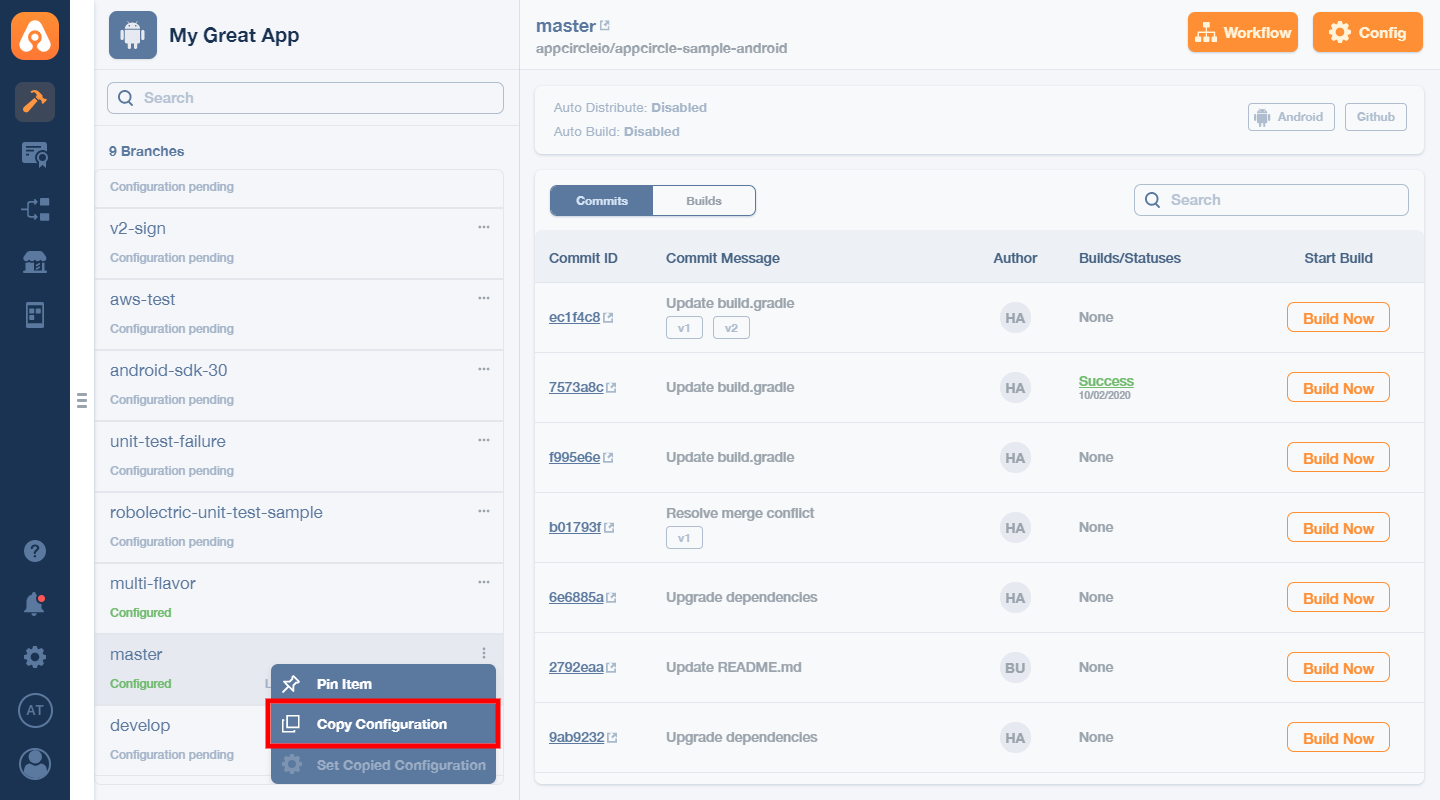 My Great App
Search
9 Branches
Configuration pending
v2-sign
Configuration pending
aws-test
Configuration pending
android-sdk-30
Configuration pending
unit-test-failure
Configuration pending
robolectric-unit-test-sample
Configuration pending
multi-flavor
Configured
master
Configured
develop
Configuration pending
Pin Item
Copy Configuration
Set Copied Configuration
AT
master
appcircleio/appcircle-sample-android
Workflow
Config
Auto Distribute: Disabled
Auto Build: Disabled
Android
Github
Commits Builds
Search
Commit ID Commit Message Author Builds/Statuses Start Build
ec1f4c8 Update build.gradle HA None Build Now
v1 v2
7573a8c Update build.gradle HA Success Build Now
10/02/2020
f995e6e Update build.gradle HA None Build Now
b01793f Resolve merge conflict HA None Build Now
v1
6e6885a Upgrade dependencies HA None Build Now
2792eaa Update README.md BU None Build Now
9ab9232 Upgrade dependencies HA None Build Now